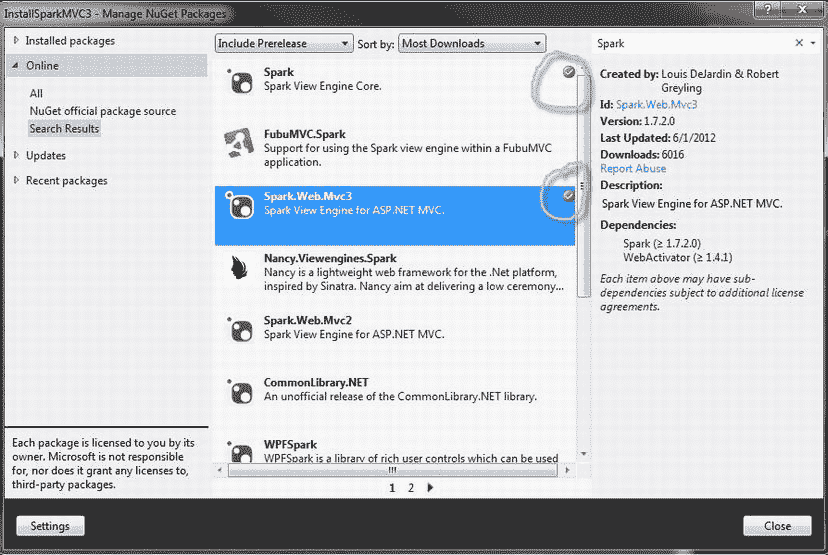 InstallSparkMVC3 - Manage NuGet Packages
Installed packages
Online
All
NuGet official package source
Search Results
Updates
Recent packages
Each package is licensed to you by its
owner. Microsoft is not responsible
for, nor does it grant any licenses to,
third-party packages.
Settings
Include Prerelease
Sort by:
Most Downloads
Spark
Spark View Engine Core.
FubuMVC.Spark
Support for using the Spark view engine within a FubuMVC
application.
Spark.Web.Mvc3
Spark View Engine for ASP.NET MVC.
Nancy.Viewengines.Spark
Nancy is a lightweight web framework for the .Net platform,
inspired by Sinatra. Nancy aim at delivering a low ceremony...
Spark.Web.Mvc2
Spark View Engine for ASP.NET MVC.
CommonLibrary.NET
An unofficial release of the CommonLibrary.NET library.
WPFSpark
WPFSpark is a library of rich user controls which can be used
1 2
Spark
Created by: Louis DeJardin & Robert
Greyling
Id: Spark.Web.Mvc3
Version: 1.7.2.0
Last Updated: 6/1/2012
Downloads: 6016
Report Abuse
Description:
Spark View Engine for ASP.NET MVC.
Dependencies:
Spark (≥ 1.7.2.0)
WebActivator (≥ 1.4.1)
Each item above may have sub-
dependencies subject to additional license
agreements.
Close